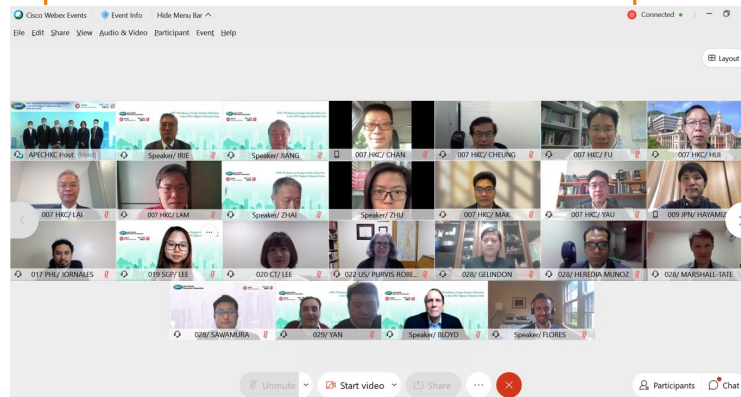 Cisco Webex Events Event Info Hide Menu Bar Connected
File Edit Share View Audio & Video Participant Event Help
Layout
APECHKC Host (Host) Speaker/ IRIE Speaker/ JIANG 007 HKC/ CHAN 007 HKC/ CHEUNG 007 HKC/ FU 007 HKC/ HUI
007 HKC/ LAI 007 HKC/ LAM Speaker/ ZHAI Speaker/ ZHU 007 HKC/ MAK 007 HKC/ YAU 009 JPN/ HAYAMIZ
017 PHL/ JORNALES 019 SGP/ LEE 020 CT/ LEE 022 US/ PURVIS ROBE... 028/ GELINDON 028/ HEREDIA MUNOZ 028/ MARSHALL-TATE
028/ SAWAMURA 029/ YAN Speaker/ BLOYD Speaker/ FLORES
Unmute Start video Share ... Participants Chat